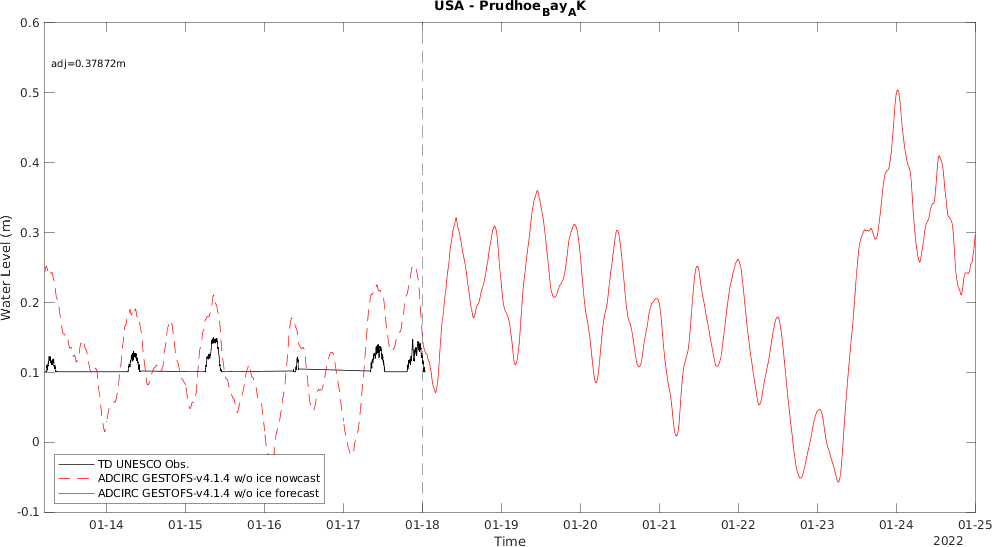 USA - Prudhoe_Bay_AK
adj=0.37872m
Water Level (m)
0.6
0.5
0.4
0.3
0.2
0.1
0
-0.1
TD UNESCO Obs.
ADCIRC GESTOFS-v4.1.4 w/o ice nowcast
ADCIRC GESTOFS-v4.1.4 w/o ice forecast
01-14 01-15 01-16 01-17 01-18 01-19 01-20 01-21 01-22 01-23 01-24 01-25
Time
2022